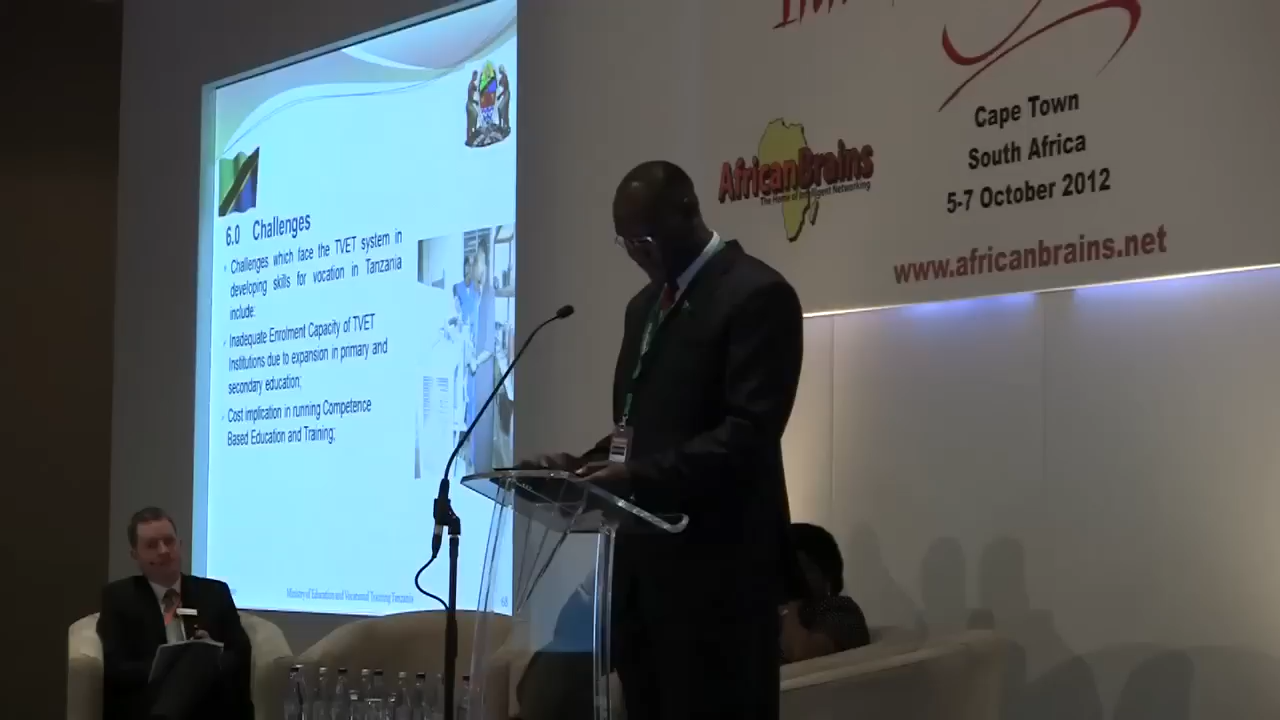 6.0 Challenges
Challenges which face the TVET system in
developing skills for vocation in Tanzania
include:
Inadequate Enrolment Capacity of TVET
Institutions due to expansion in primary and
secondary education;
Cost implication in running Competence
Based Education and Training;
Ministry of Education and Vocational Training Tanzania
AfricanBrains
The Home of Intelligent Networking
Cape Town
South Africa
5-7 October 2012
www.africanbrains.net